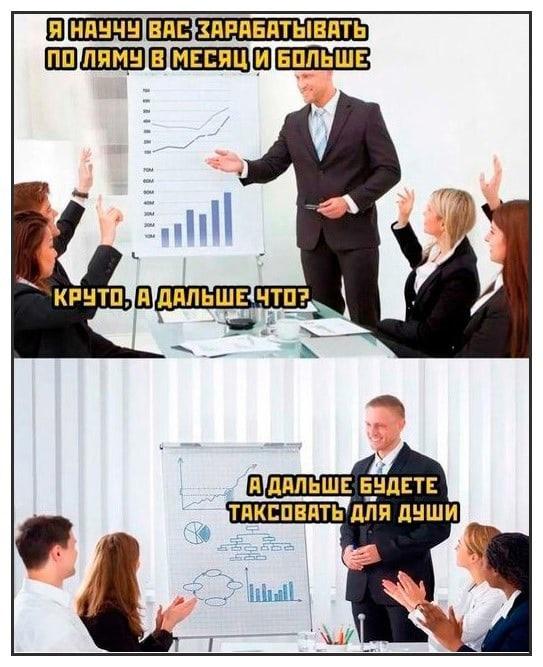 Я НАУЧУ ВАС ЗАРАБАТЫВАТЬ
ПО ЛЯМУ В МЕСЯЦ И БОЛЬШЕ
КРУТО, А ДАЛЬШЕ ЧТО?
А ДАЛЬШЕ БУДЕТЕ
ТАКСОВАТЬ ДЛЯ ДУШИ